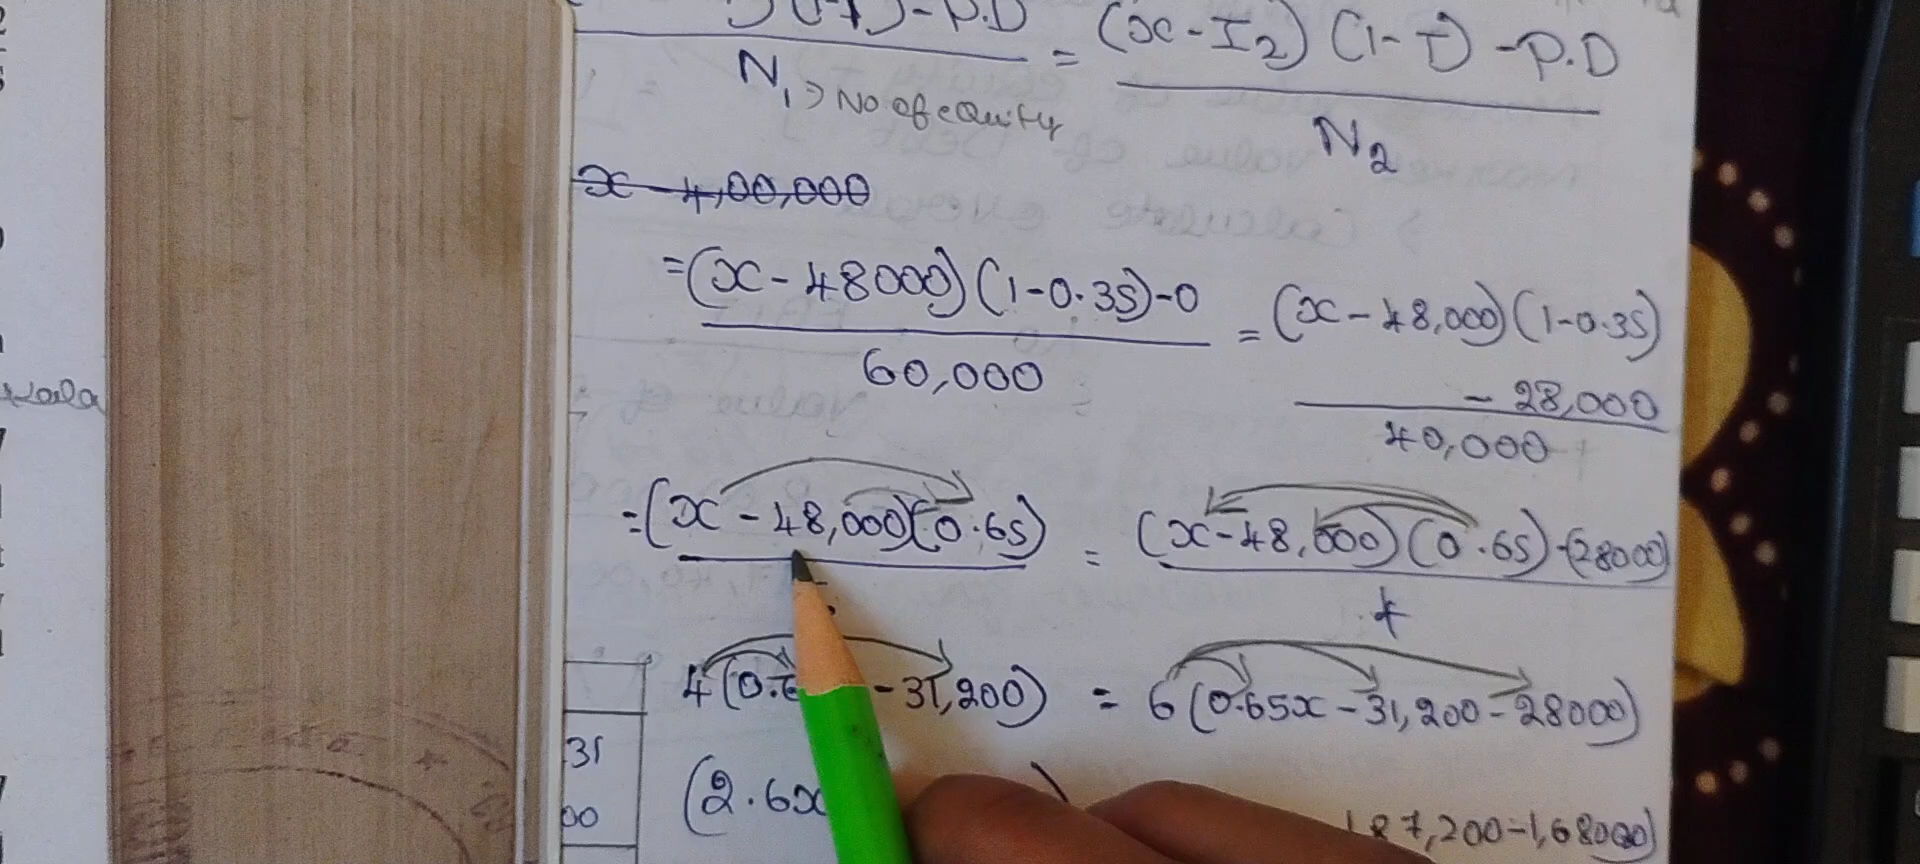 )(1-T)-P.D = (x-I2) (1-T) -P.D
N1 → No of equity
N2
x - 4,00,000
=(x-48000)(1-0.35)-0 = (x-48,000)(1-0.35)
- 28,000
60,000
40,000
=(x-48,000)(0.65) = (x-48,000)(0.65)-(28000)
4
4(0.6 -31,200) = 6(0.65x-31,200-28000)
31
(2.6x
00
187,200-1,68000)